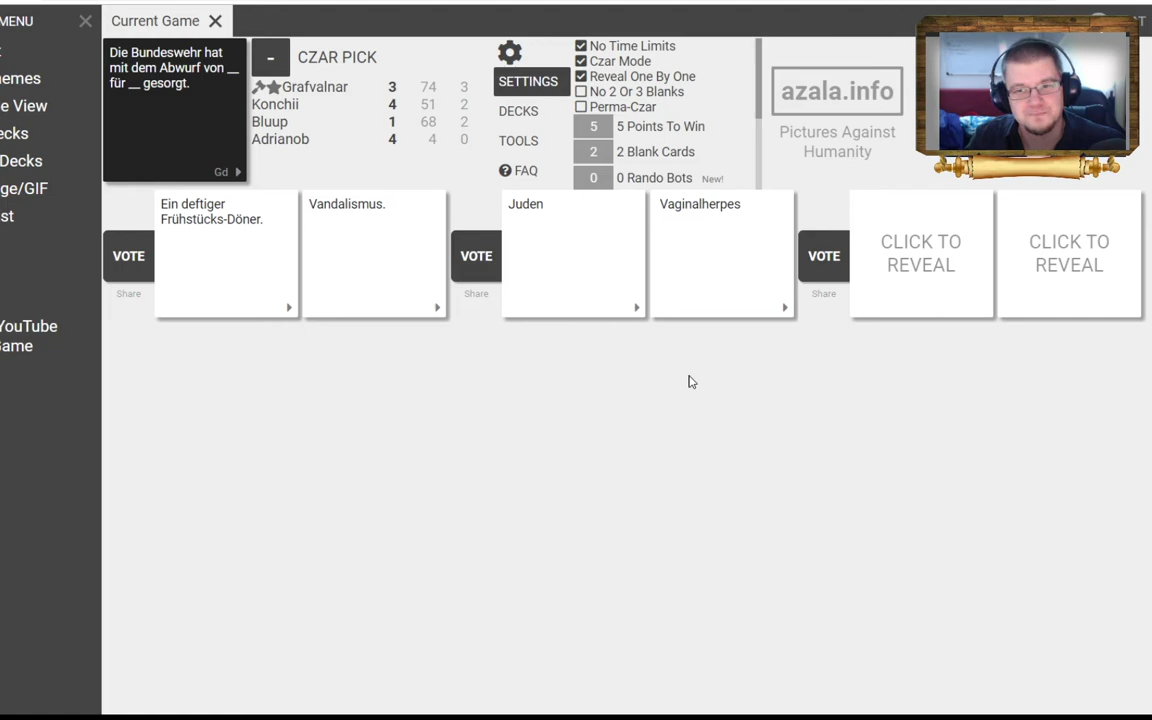 MENU
Current Game
hemes
e View
ecks
Decks
ge/GIF
st
YouTube
Game
Die Bundeswehr hat
mit dem Abwurf von __
für __ gesorgt.
Gd
-
CZAR PICK
Grafvalnar 3 74 3
Konchii 4 51 2
Bluup 1 68 2
Adrianob 4 4 0
SETTINGS
DECKS
TOOLS
? FAQ
No Time Limits
Czar Mode
Reveal One By One
No 2 Or 3 Blanks
Perma-Czar
5 5 Points To Win
2 2 Blank Cards
0 0 Rando Bots New!
azala.info
Pictures Against
Humanity
VOTE
Share
Ein deftiger
Frühstücks-Döner.
Vandalismus.
VOTE
Share
Juden
Vaginalherpes
VOTE
Share
CLICK TO
REVEAL
CLICK TO
REVEAL